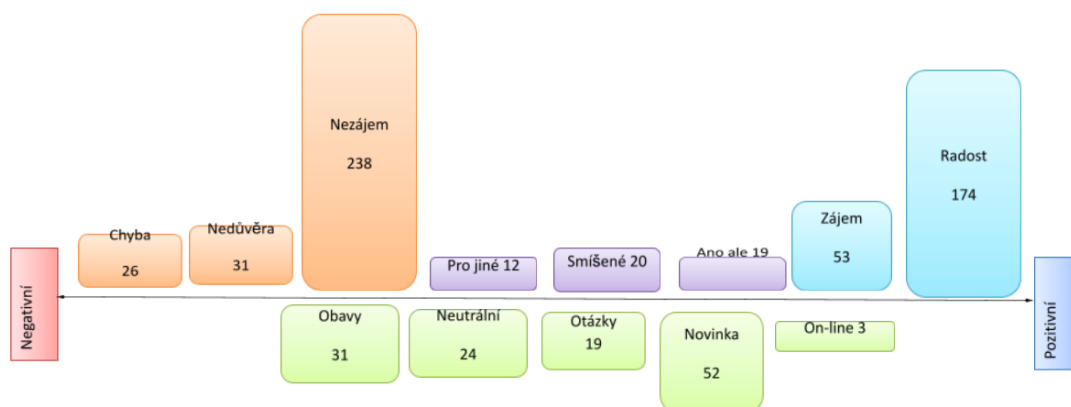 Negativní
Chyba
26
Nedůvěra
31
Nezájem
238
Pro jiné 12
Smíšené 20
Ano ale 19
Zájem
53
Radost
174
Obavy
31
Neutrální
24
Otázky
19
Novinka
52
On-line 3
Pozitivní